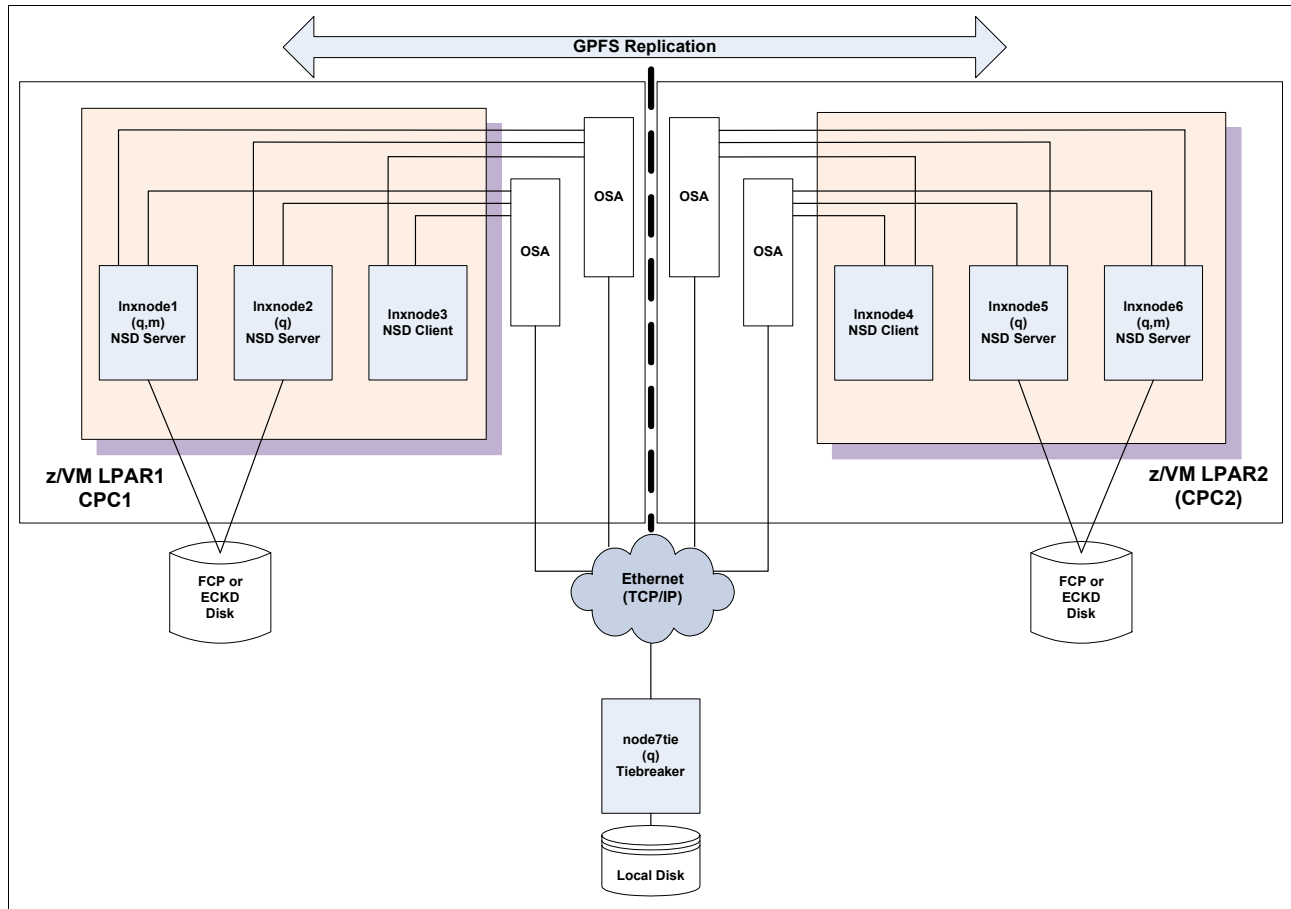 GPFS Replication
OSA
OSA
OSA
OSA
lnxnode1
(q,m)
NSD Server
lnxnode2
(q)
NSD Server
lnxnode3
NSD Client
lnxnode4
NSD Client
lnxnode5
(q)
NSD Server
lnxnode6
(q,m)
NSD Server
z/VM LPAR1
CPC1
z/VM LPAR2
(CPC2)
FCP or
ECKD
Disk
Ethernet
(TCP/IP)
FCP or
ECKD
Disk
node7tie
(q)
Tiebreaker
Local Disk